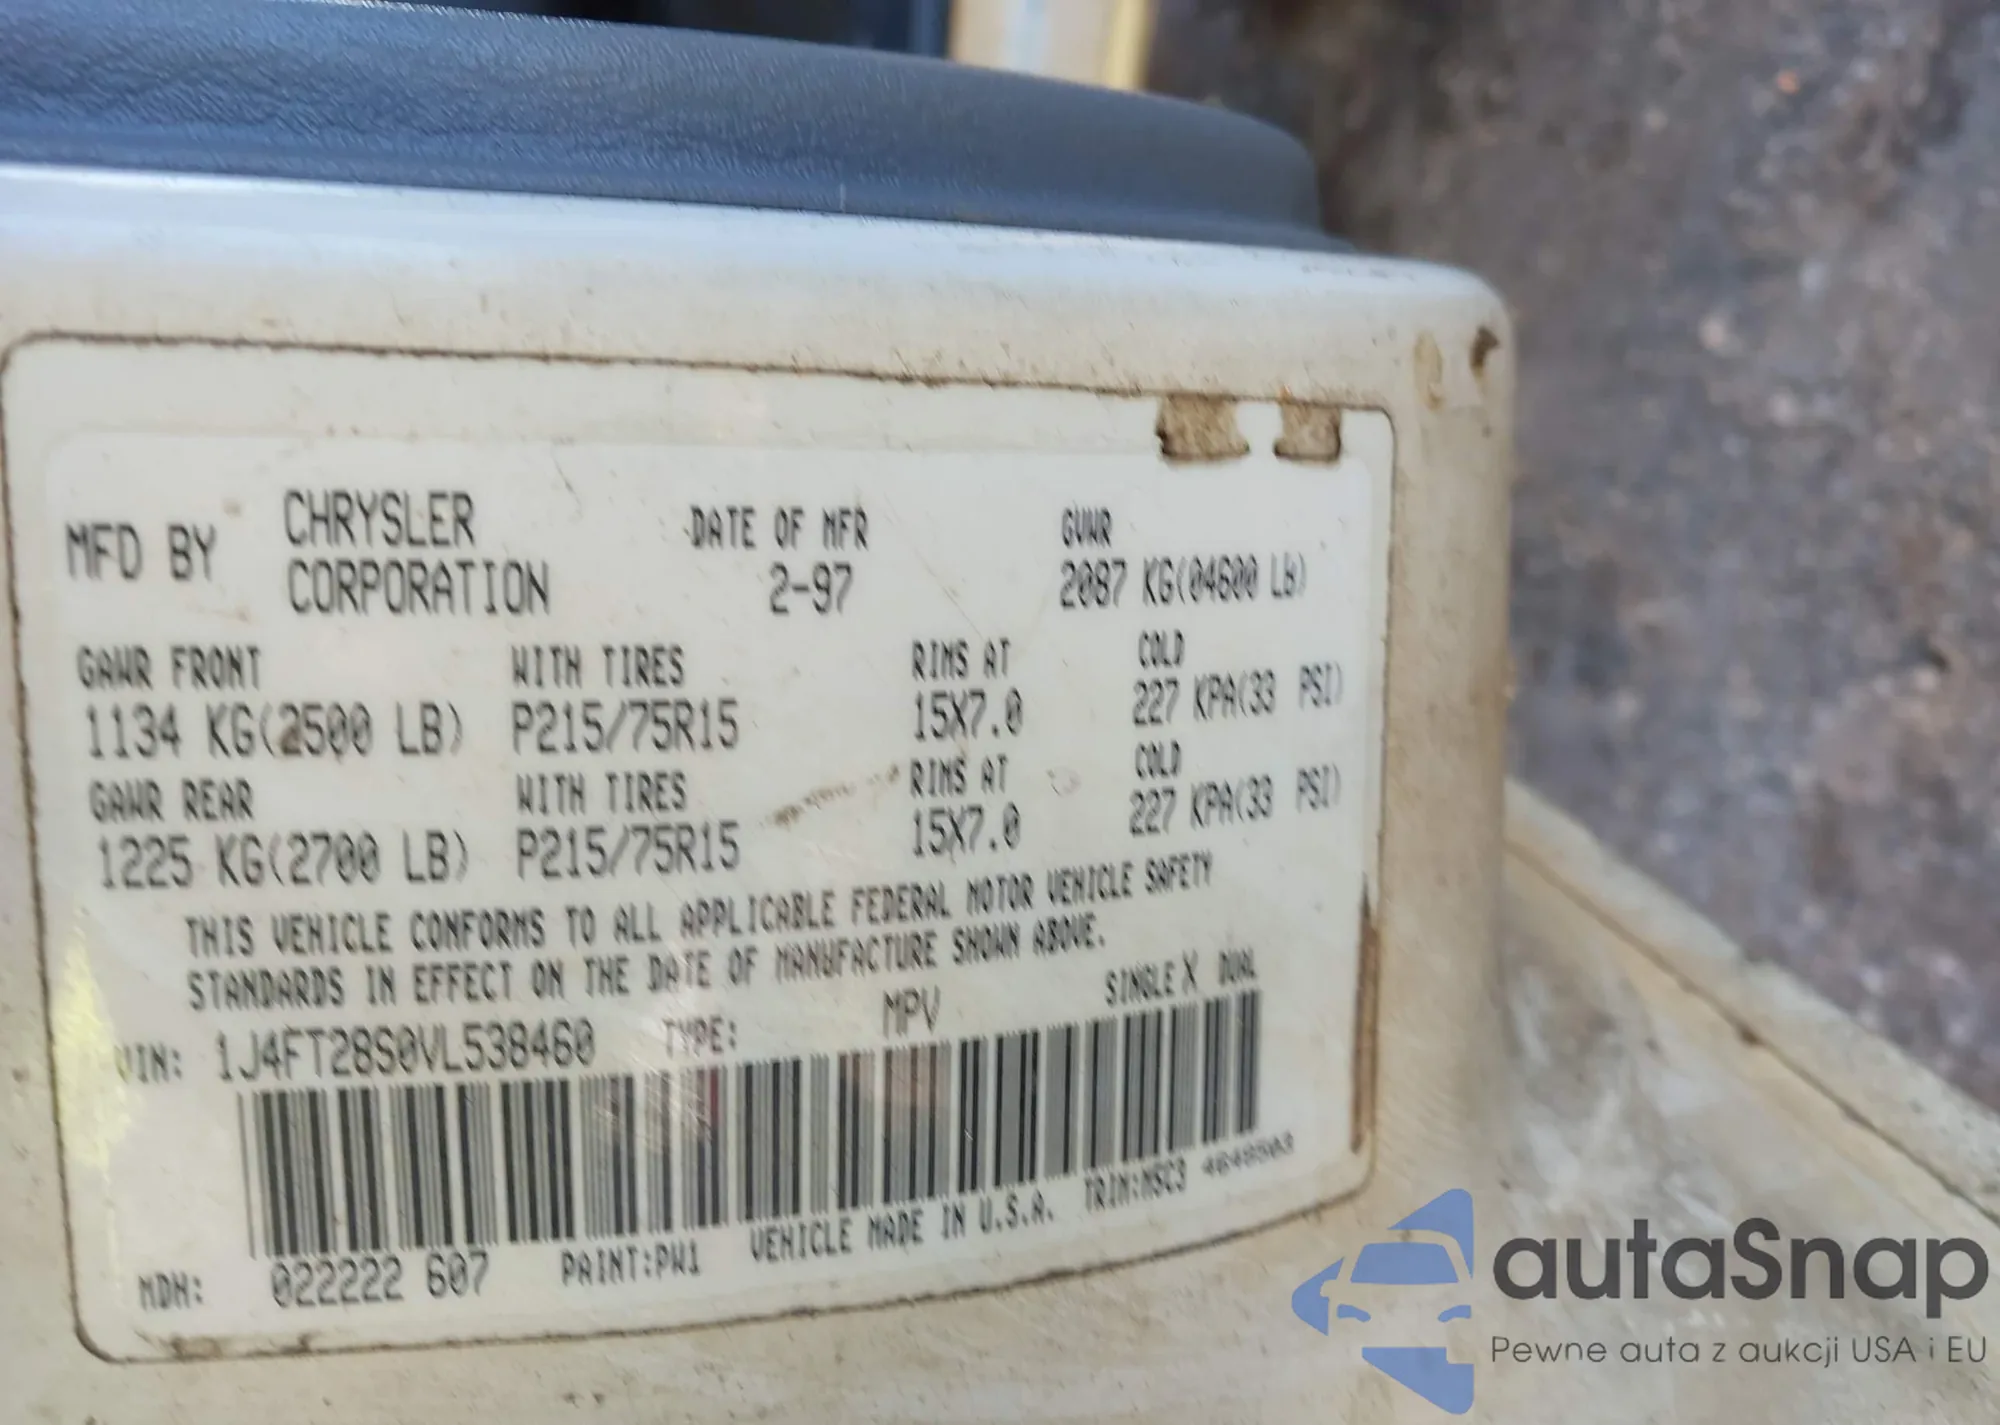 MFD BY CHRYSLER CORPORATION DATE OF MFR 2-97 GVWR 2087 KG(04600 LB)
GAWR FRONT WITH TIRES RIMS AT COLD
1134 KG(2500 LB) P215/75R15 15X7.0 227 KPA(33 PSI)
GAWR REAR WITH TIRES RIMS AT COLD
1225 KG(2700 LB) P215/75R15 15X7.0 227 KPA(33 PSI)
THIS VEHICLE CONFORMS TO ALL APPLICABLE FEDERAL MOTOR VEHICLE SAFETY
STANDARDS IN EFFECT ON THE DATE OF MANUFACTURE SHOWN ABOVE.
VIN: 1J4FT28S0VL538460 TYPE: MPV SINGLE X DUAL
MDH: 022222 607 PAINT:PW1 VEHICLE MADE IN U.S.A. TRIM:M5C3 4648503
autaSnap
Pewne auta z aukcji USA i EU